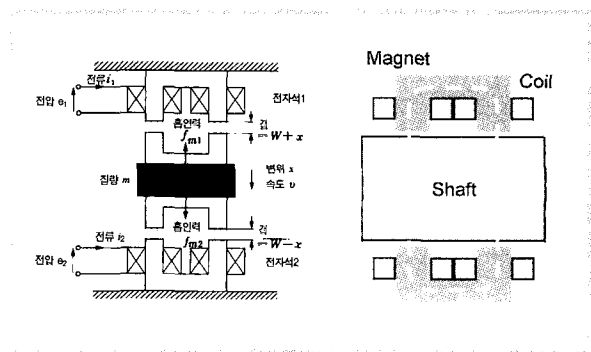 전류 i₁
전압 e₁
전자석1
흡인력
fm1
갭
=W+x
질량 m
변위 x
속도 υ
흡인력
fm2
갭
=W−x
전류 i₂
전압 e₂
전자석2
Magnet
Coil
Shaft